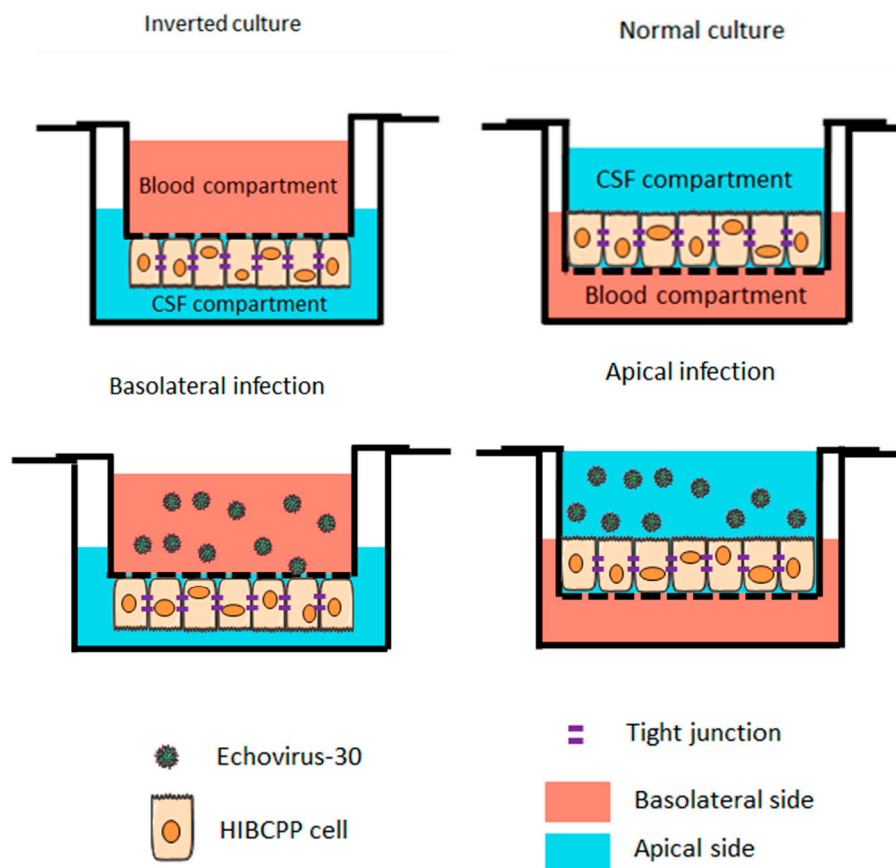 Inverted culture
Normal culture
Blood compartment
CSF compartment
CSF compartment
Blood compartment
Basolateral infection
Apical infection
Echovirus-30
HIBCPP cell
Tight junction
Basolateral side
Apical side